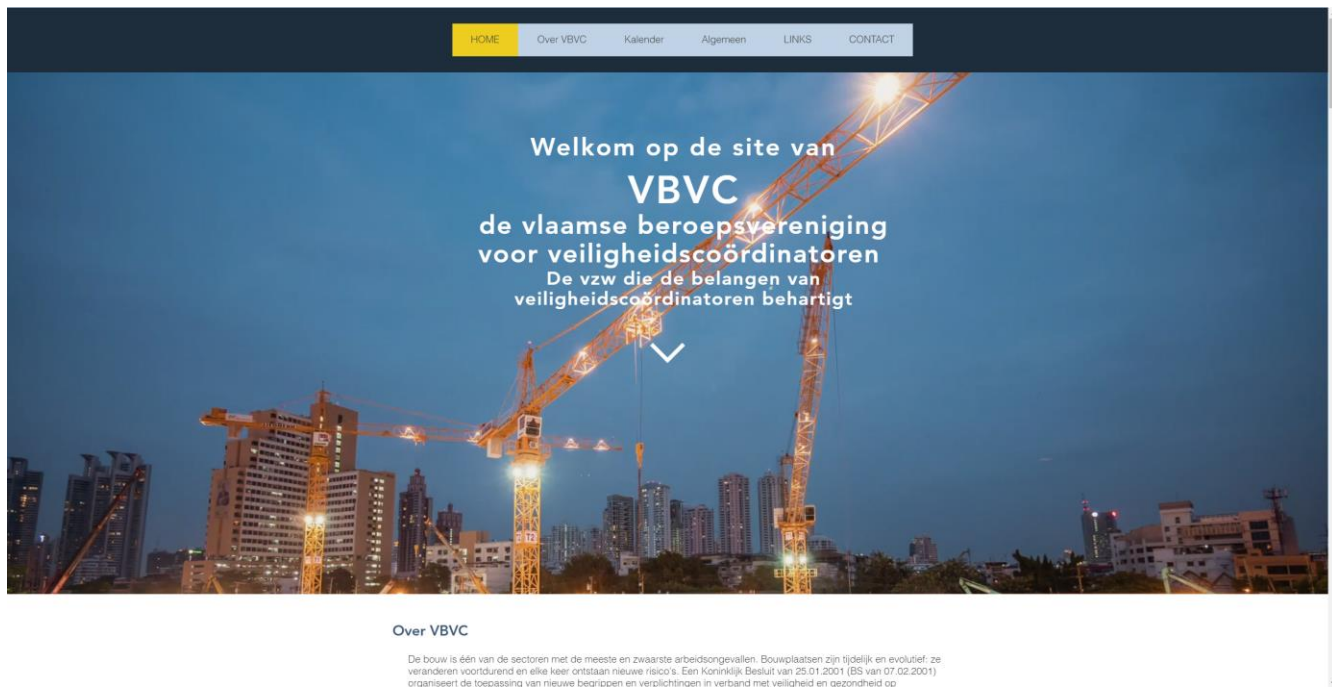 HOME Over VBVC Kalender Algemeen LINKS CONTACT
Welkom op de site van
VBVC
de vlaamse beroepsvereniging
voor veiligheidscoördinatoren
De vzw die de belangen van
veiligheidscoördinatoren behartigt
Over VBVC
De bouw is één van de sectoren met de meeste en zwaarste arbeidsongevallen. Bouwplaatsen zijn tijdelijk en evolutief: ze
veranderen voortdurend en elke keer ontstaan nieuwe risico's. Een Koninklijk Besluit van 25.01.2001 (BS van 07.02.2001)
organiseert de toepassing van nieuwe begrippen en verplichtingen in verband met veiligheid en gezondheid op